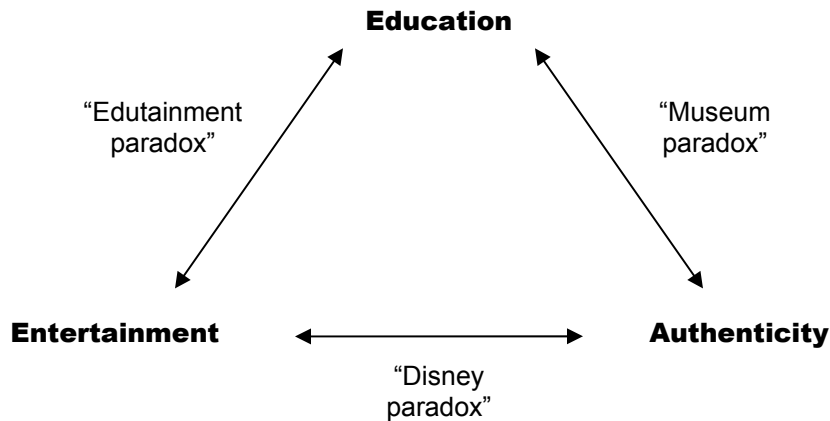 Education
“Edutainment
paradox”
“Museum
paradox”
Entertainment
Authenticity
“Disney
paradox”